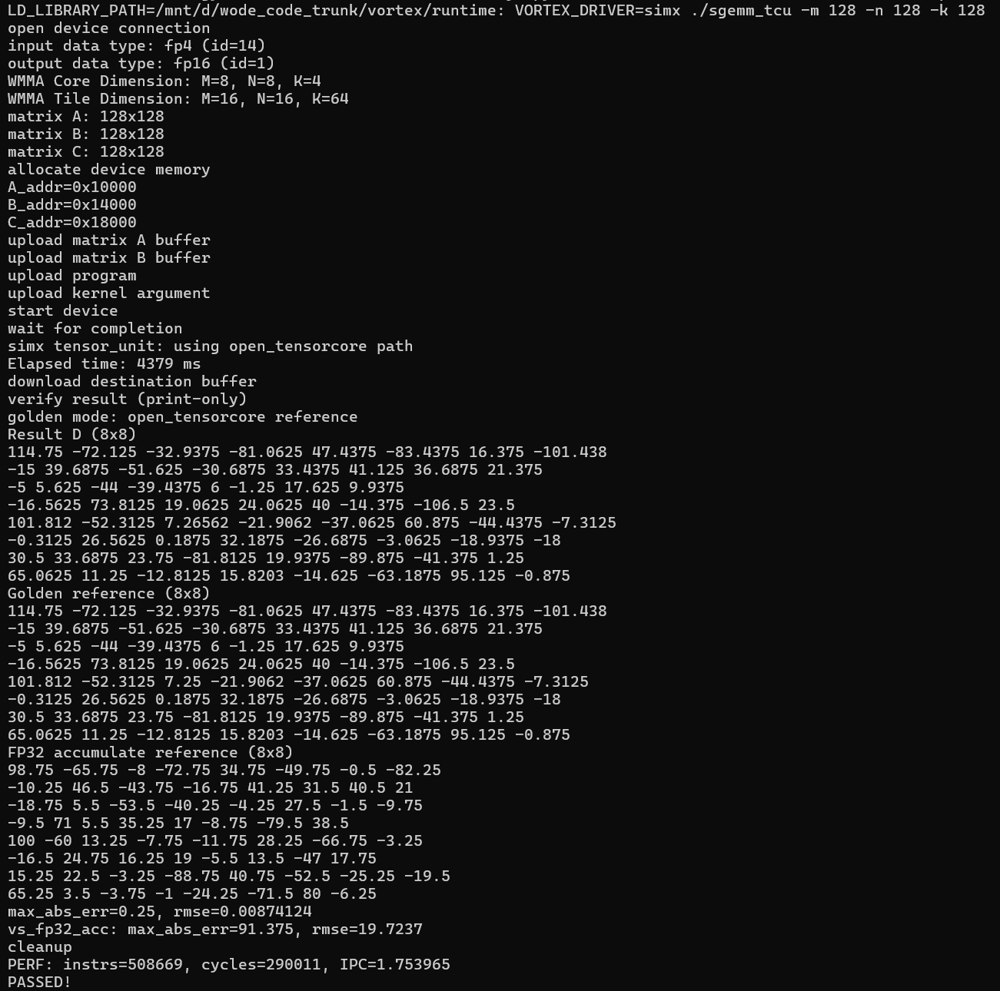 LD_LIBRARY_PATH=/mnt/d/wode_code_trunk/vortex/runtime: VORTEX_DRIVER=simx ./sgemm_tcu -m 128 -n 128 -k 128
open device connection
input data type: fp4 (id=14)
output data type: fp16 (id=1)
WMMA Core Dimension: M=8, N=8, K=4
WMMA Tile Dimension: M=16, N=16, K=64
matrix A: 128x128
matrix B: 128x128
matrix C: 128x128
allocate device memory
A_addr=0x10000
B_addr=0x14000
C_addr=0x18000
upload matrix A buffer
upload matrix B buffer
upload program
upload kernel argument
start device
wait for completion
simx tensor_unit: using open_tensorcore path
Elapsed time: 4379 ms
download destination buffer
verify result (print-only)
golden mode: open_tensorcore reference
Result D (8x8)
114.75 -72.125 -32.9375 -81.0625 47.4375 -83.4375 16.375 -101.438
-15 39.6875 -51.625 -30.6875 33.4375 41.125 36.6875 21.375
-5 5.625 -44 -39.4375 6 -1.25 17.625 9.9375
-16.5625 73.8125 19.0625 24.0625 40 -14.375 -106.5 23.5
101.812 -52.3125 7.26562 -21.9062 -37.0625 60.875 -44.4375 -7.3125
-0.3125 26.5625 0.1875 32.1875 -26.6875 -3.0625 -18.9375 -18
30.5 33.6875 23.75 -81.8125 19.9375 -89.875 -41.375 1.25
65.0625 11.25 -12.8125 15.8203 -14.625 -63.1875 95.125 -0.875
Golden reference (8x8)
114.75 -72.125 -32.9375 -81.0625 47.4375 -83.4375 16.375 -101.438
-15 39.6875 -51.625 -30.6875 33.4375 41.125 36.6875 21.375
-5 5.625 -44 -39.4375 6 -1.25 17.625 9.9375
-16.5625 73.8125 19.0625 24.0625 40 -14.375 -106.5 23.5
101.812 -52.3125 7.25 -21.9062 -37.0625 60.875 -44.4375 -7.3125
-0.3125 26.5625 0.1875 32.1875 -26.6875 -3.0625 -18.9375 -18
30.5 33.6875 23.75 -81.8125 19.9375 -89.875 -41.375 1.25
65.0625 11.25 -12.8125 15.8203 -14.625 -63.1875 95.125 -0.875
FP32 accumulate reference (8x8)
98.75 -65.75 -8 -72.75 34.75 -49.75 -0.5 -82.25
-10.25 46.5 -43.75 -16.75 41.25 31.5 40.5 21
-18.75 5.5 -53.5 -40.25 -4.25 27.5 -1.5 -9.75
-9.5 71 5.5 35.25 17 -8.75 -79.5 38.5
100 -60 13.25 -7.75 -11.75 28.25 -66.75 -3.25
-16.5 24.75 16.25 19 -5.5 13.5 -47 17.75
15.25 22.5 -3.25 -88.75 40.75 -52.5 -25.25 -19.5
65.25 3.5 -3.75 -1 -24.25 -71.5 80 -6.25
max_abs_err=0.25, rmse=0.00874124
vs_fp32_acc: max_abs_err=91.375, rmse=19.7237
cleanup
PERF: instrs=508669, cycles=290011, IPC=1.753965
PASSED!